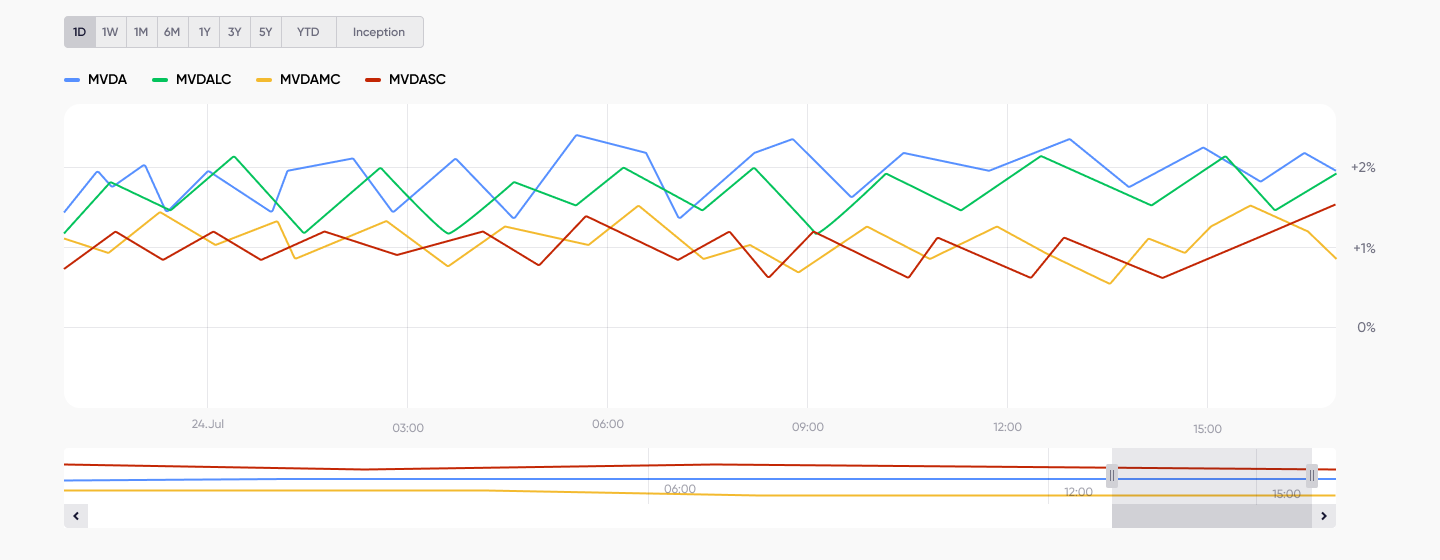 1D 1W 1M 6M 1Y 3Y 5Y YTD Inception
MVDA MVDALC MVDAMC MVDASC
+2%
+1%
0%
24.Jul 03:00 06:00 09:00 12:00 15:00
06:00 12:00 15:00